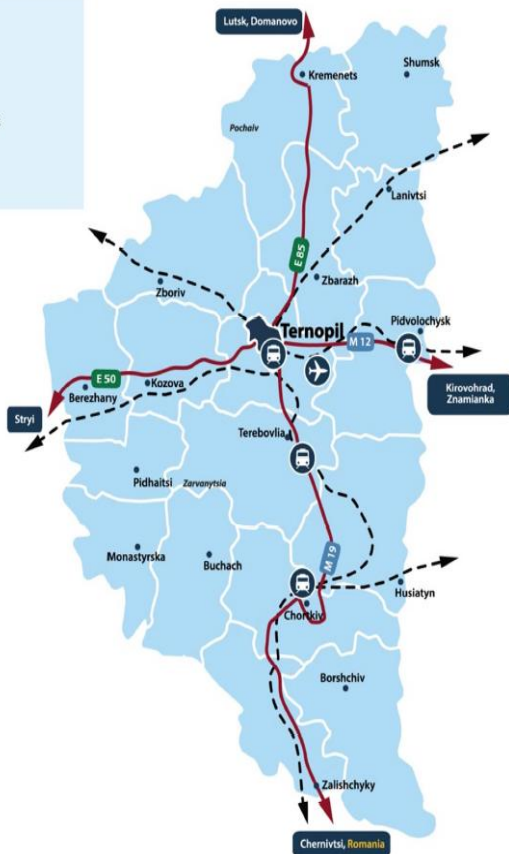 Lutsk, Domanovo
Kremenets
Shumsk
Pochaiv
Lanivtsi
E 85
Zbarazh
Zboriv
Ternopil
Pidvolochysk
M 12
E 50
Kozova
Berezhany
Kirovohrad,
Znamianka
Stryi
Terebovlia
Pidhaitsi
Zarvanytsia
Monastyrska
Buchach
M 19
Husiatyn
Chortkiv
Borshchiv
Zalishchyky
Chernivtsi, Romania